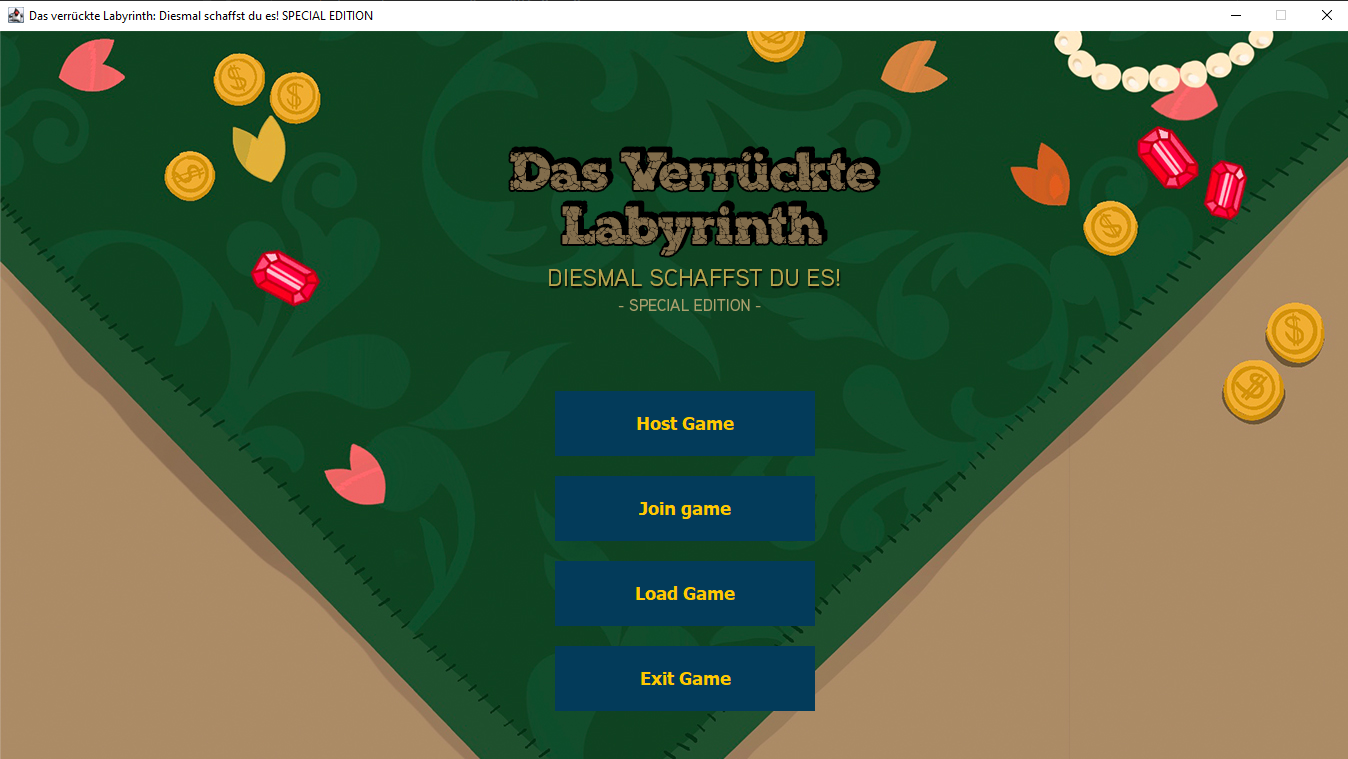 Das verrückte Labyrinth: Diesmal schaffst du es! SPECIAL EDITION
Das Verrückte
Labyrinth
DIESMAL SCHAFFST DU ES!
- SPECIAL EDITION -
Host Game
Join game
Load Game
Exit Game